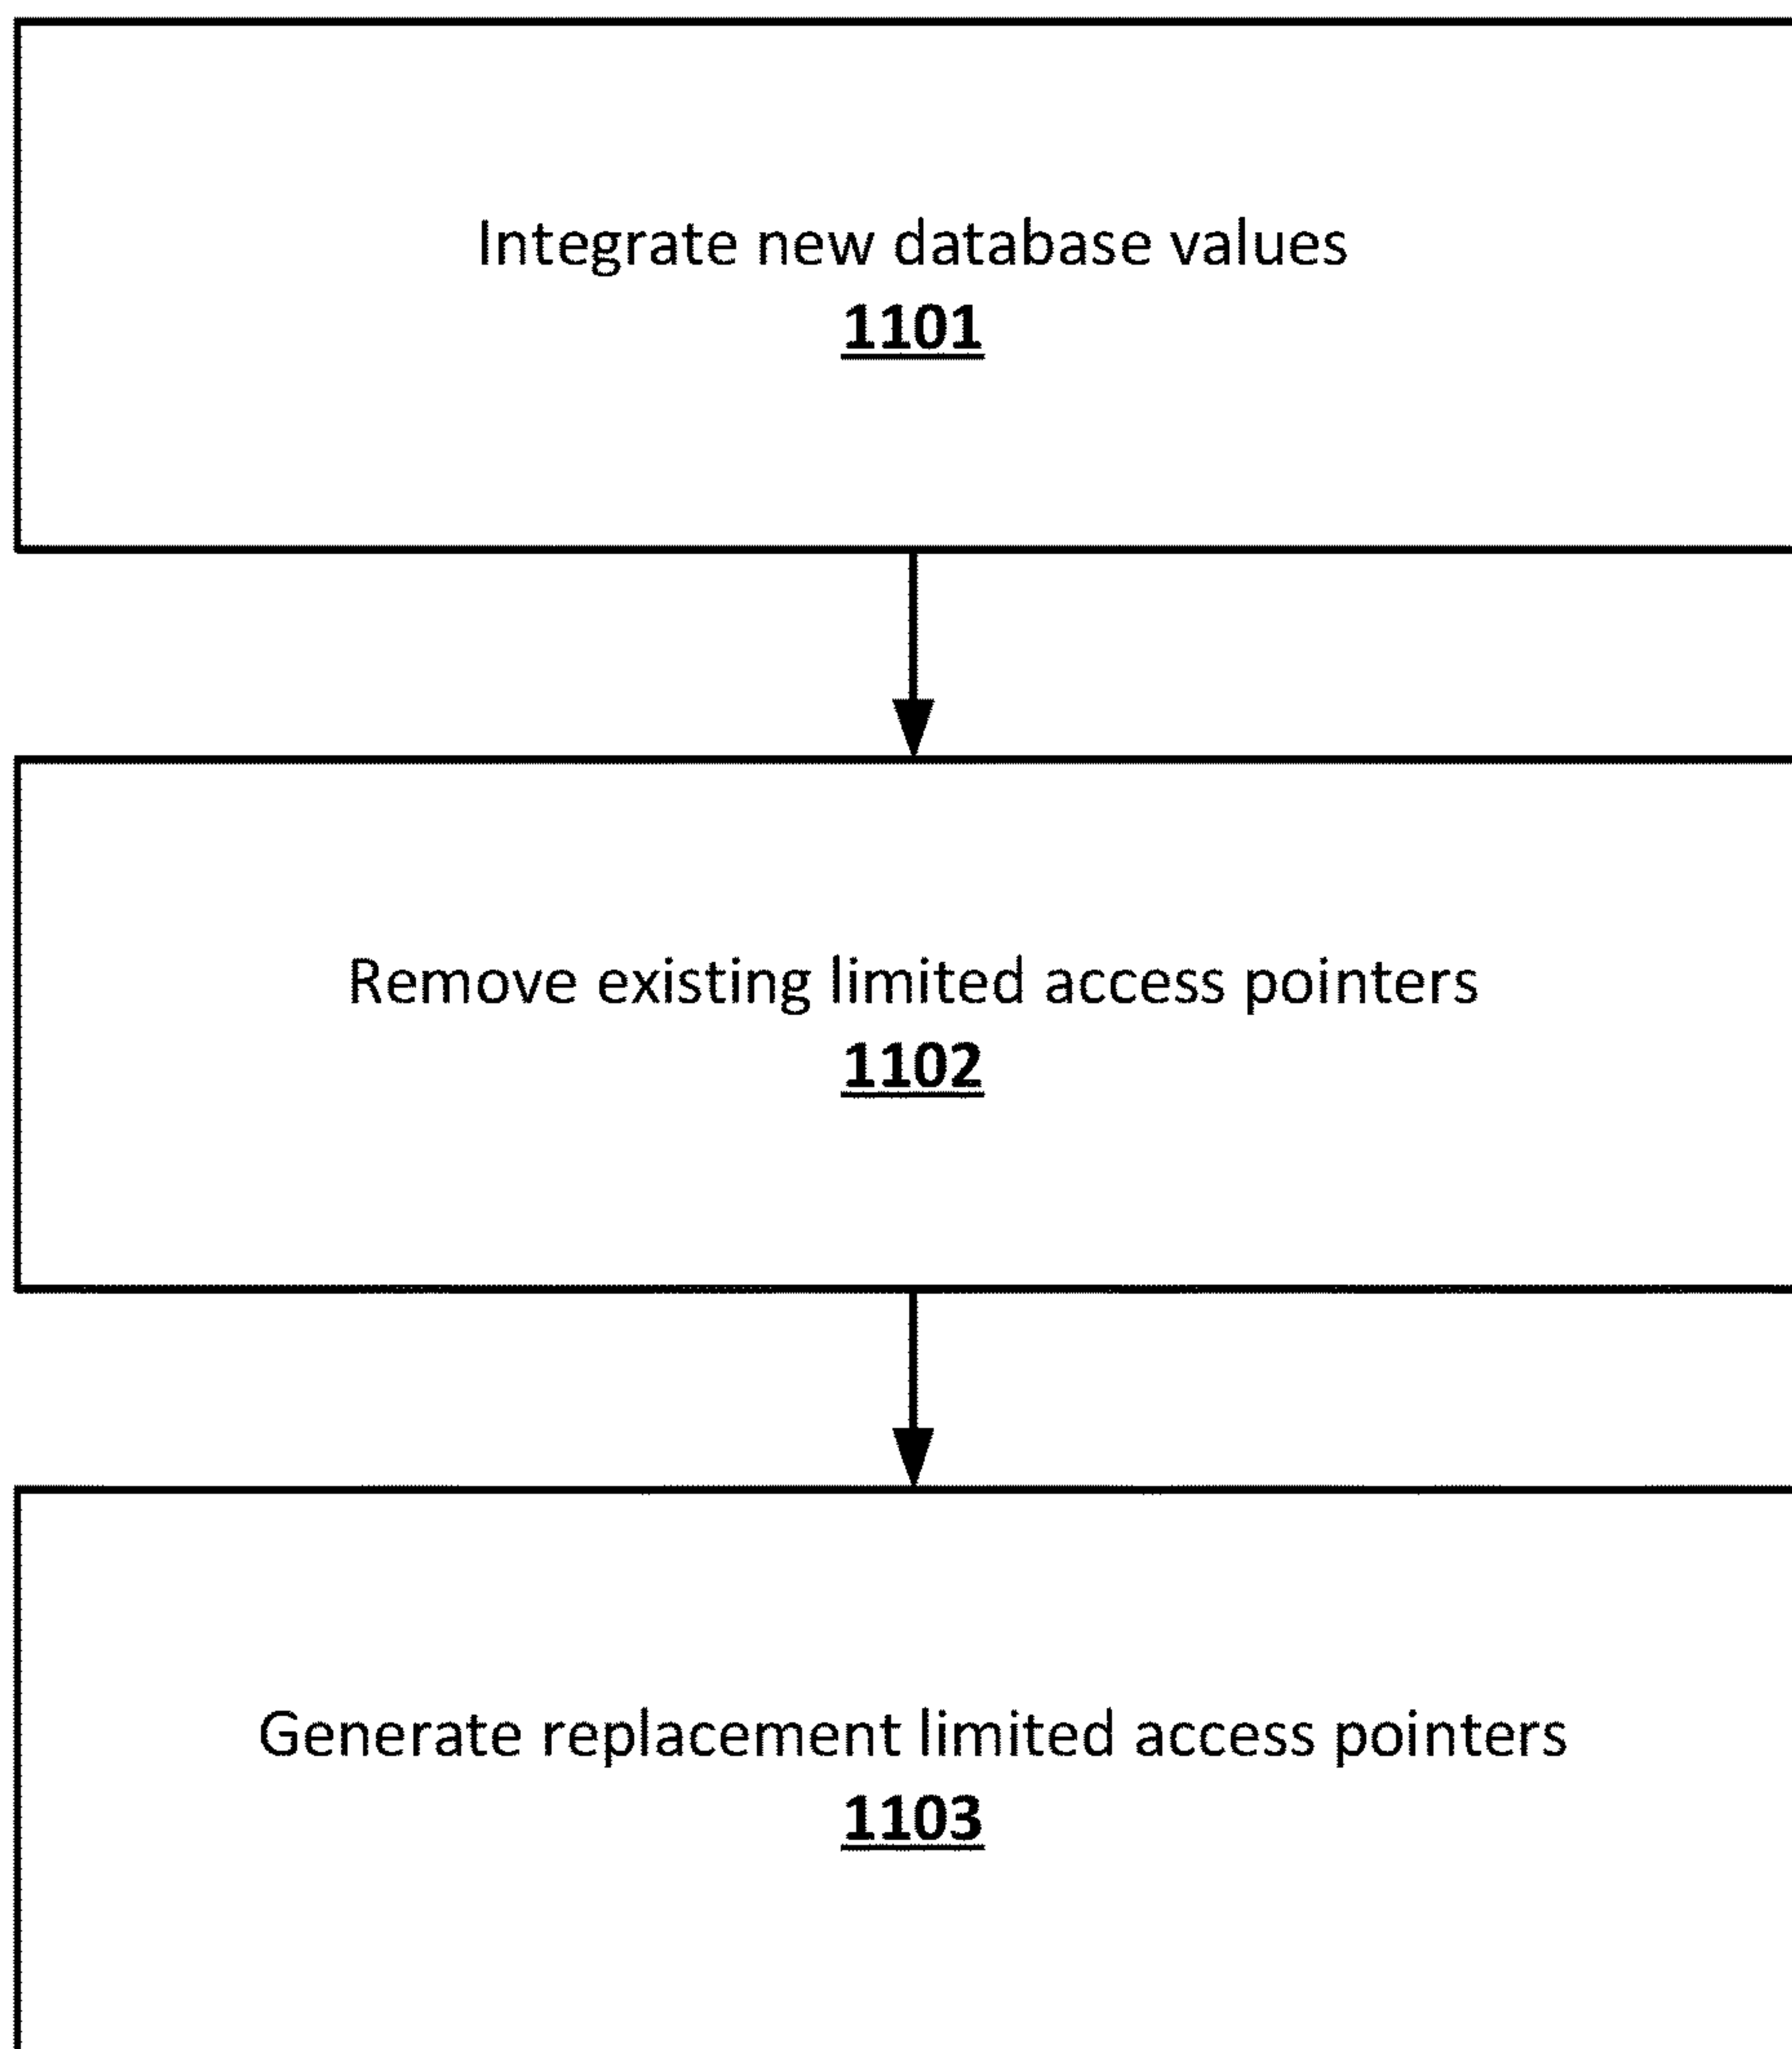 Integrate new database values
1101
Remove existing limited access pointers
1102
Generate replacement limited access pointers
1103